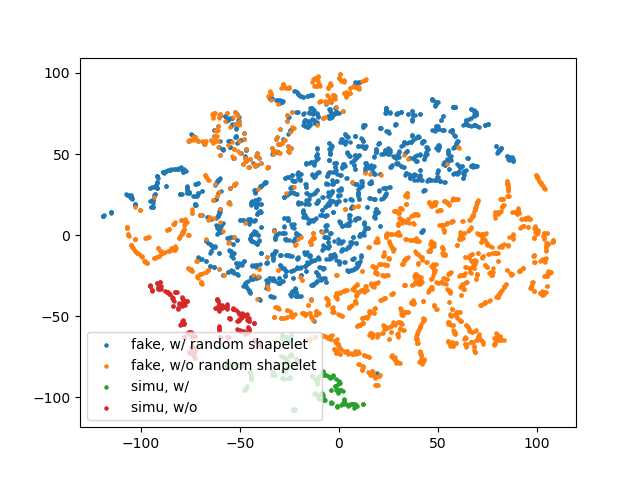 100
50
0
−50
−100
fake, w/ random shapelet
fake, w/o random shapelet
simu, w/
simu, w/o
−100 −50 0 50 100